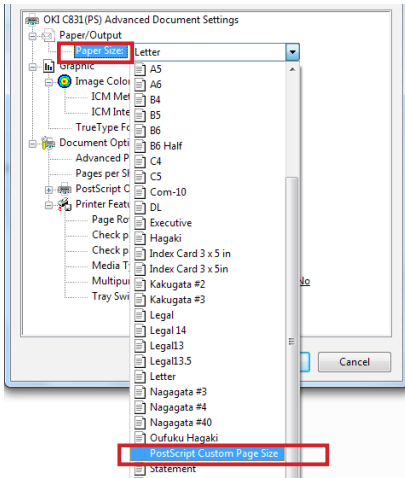 OKI C831(PS) Advanced Document Settings
Paper/Output
Paper Size: Letter
Graphic
Image Color
ICM Met
ICM Inte
TrueType Fo
Document Opti
Advanced P
Pages per Sh
PostScript O
Printer Featu
Page Ro
Check p
Check p
Media T
Multipu
Tray Swi
A5
A6
B4
B5
B6
B6 Half
C4
C5
Com-10
DL
Executive
Hagaki
Index Card 3 x 5 in
Index Card 3 x 5in
Kakugata #2
Kakugata #3
Legal
Legal 14
Legal13
Legal13.5
Letter
Nagagata #3
Nagagata #4
Nagagata #40
Oufuku Hagaki
PostScript Custom Page Size
Statement
No
Cancel